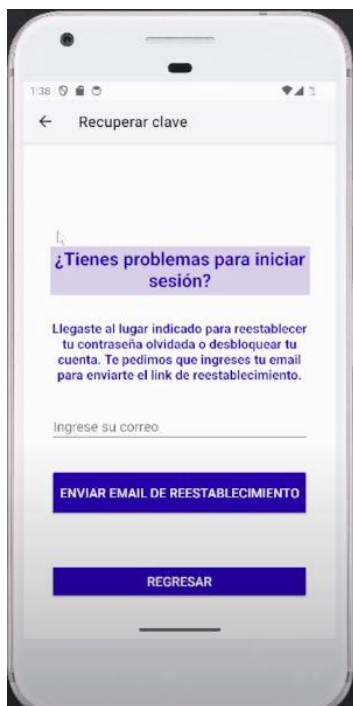 1:38
Recuperar clave
¿Tienes problemas para iniciar
sesión?
Llegaste al lugar indicado para reestablecer
tu contraseña olvidada o desbloquear tu
cuenta. Te pedimos que ingreses tu email
para enviarte el link de reestablecimiento.
Ingrese su correo
ENVIAR EMAIL DE REESTABLECIMIENTO
REGRESAR